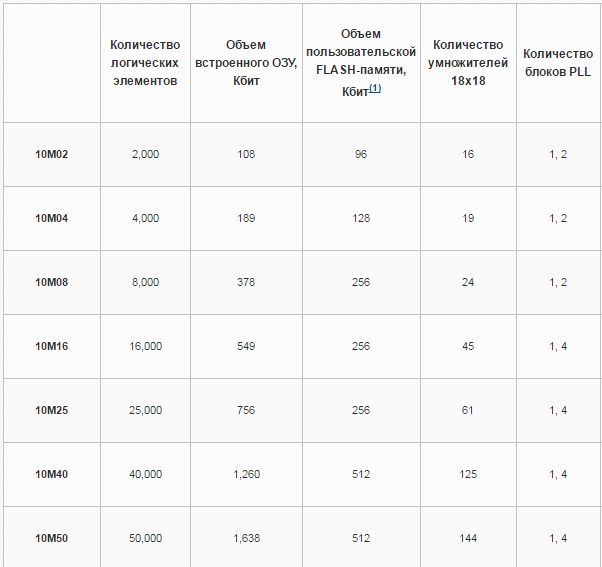 Количество логических элементов
Объем встроенного ОЗУ, Кбит
Объем пользовательской FLASH-памяти, Кбит(1)
Количество умножителей 18x18
Количество блоков PLL
10M02 2,000 108 96 16 1, 2
10M04 4,000 189 128 19 1, 2
10M08 8,000 378 256 24 1, 2
10M16 16,000 549 256 45 1, 4
10M25 25,000 756 256 61 1, 4
10M40 40,000 1,260 512 125 1, 4
10M50 50,000 1,638 512 144 1, 4